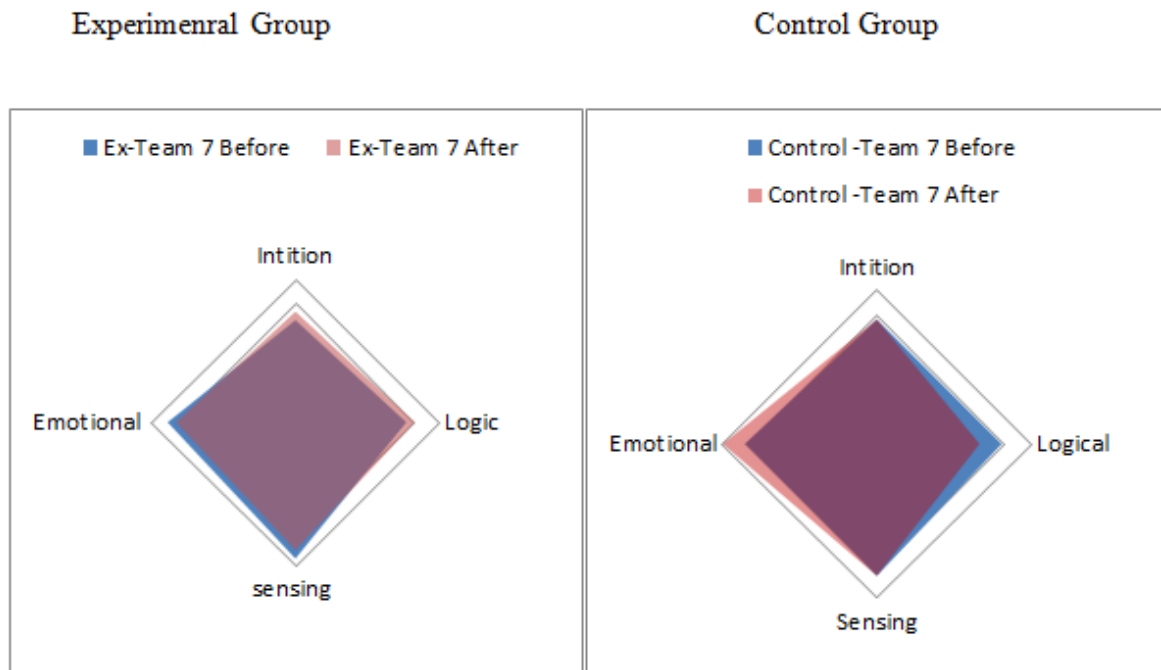 Experimenral Group
Control Group
Ex-Team 7 Before
Ex-Team 7 After
Intition
Emotional
Logic
sensing
Control -Team 7 Before
Control -Team 7 After
Intition
Emotional
Logical
Sensing